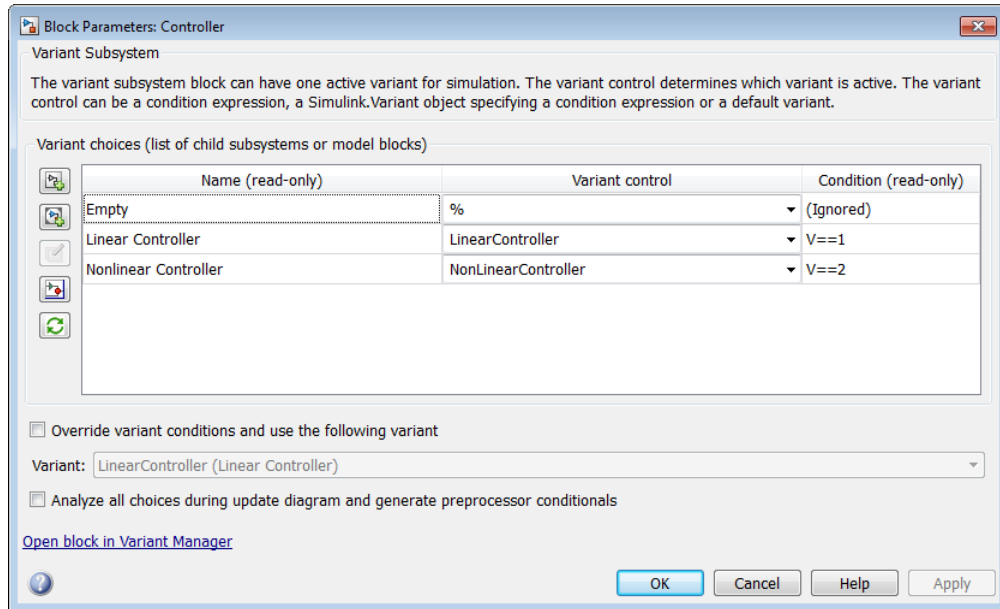 Block Parameters: Controller
Variant Subsystem
The variant subsystem block can have one active variant for simulation. The variant control determines which variant is active. The variant
control can be a condition expression, a Simulink.Variant object specifying a condition expression or a default variant.
Variant choices (list of child subsystems or model blocks)
Name (read-only) Variant control Condition (read-only)
Empty % (Ignored)
Linear Controller LinearController V==1
Nonlinear Controller NonLinearController V==2
Override variant conditions and use the following variant
Variant: LinearController (Linear Controller)
Analyze all choices during update diagram and generate preprocessor conditionals
Open block in Variant Manager
? OK Cancel Help Apply